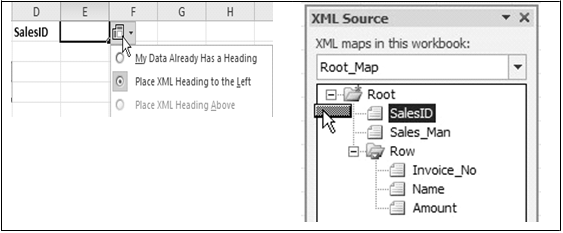 D E F G H
SalesID
My Data Already Has a Heading
Place XML Heading to the Left
Place XML Heading Above
XML Source
XML maps in this workbook:
Root_Map
Root
SalesID
Sales_Man
Row
Invoice_No
Name
Amount